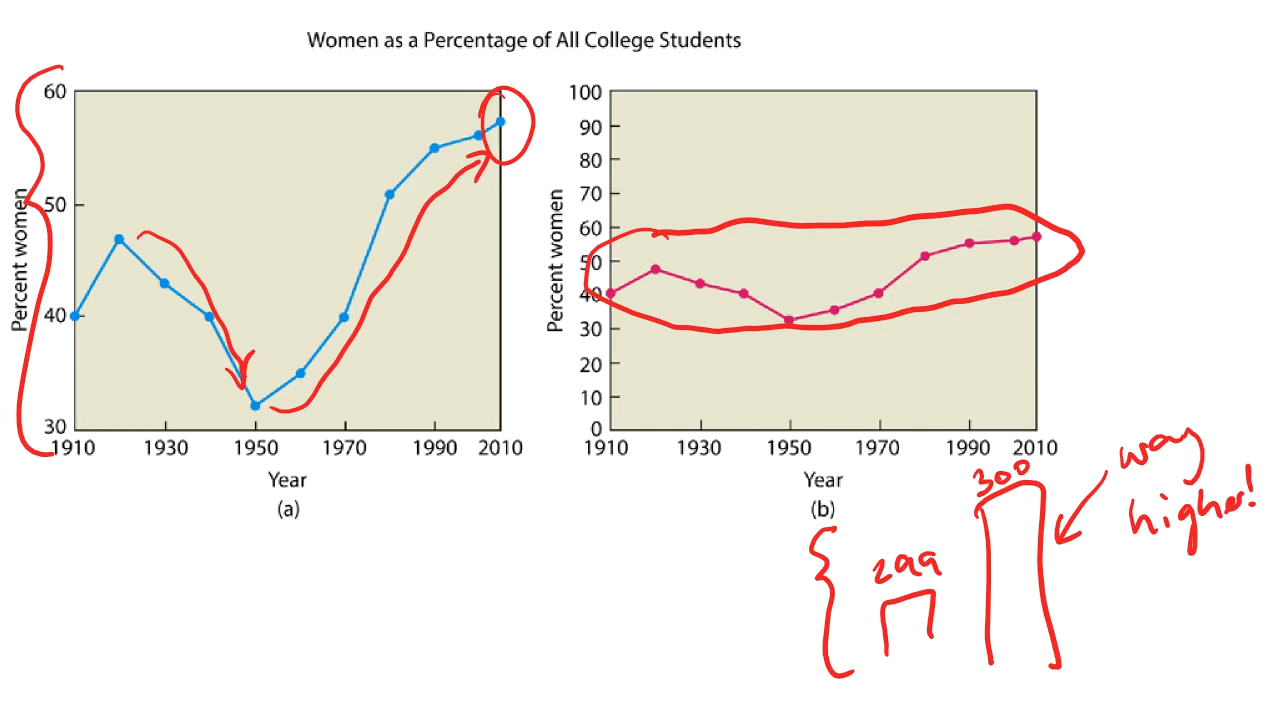 Women as a Percentage of All College Students
Percent women
60
50
40
30
1910 1930 1950 1970 1990 2010
Year
(a)
Percent women
100
90
80
70
60
50
40
30
20
10
0
1910 1930 1950 1970 1990 2010
Year
(b)
299
300
way
higher!